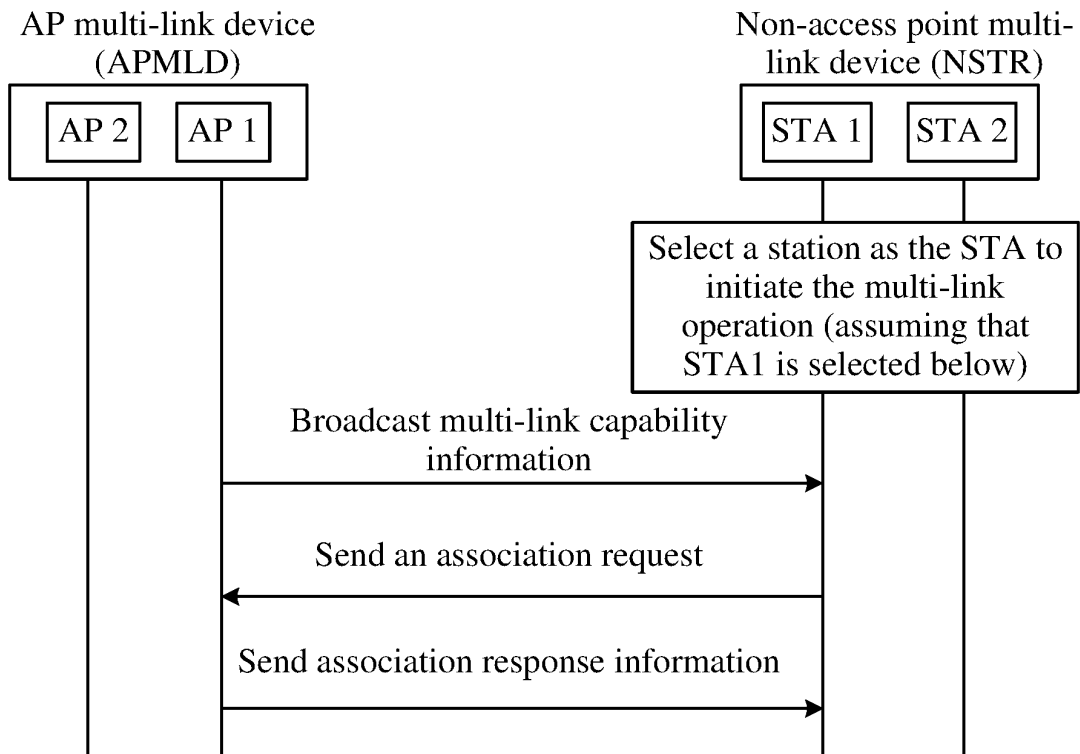 AP multi-link device
(APMLD)
Non-access point multi-
link device (NSTR)
AP 2
AP 1
STA 1
STA 2
Select a station as the STA to
initiate the multi-link
operation (assuming that
STA1 is selected below)
Broadcast multi-link capability
information
Send an association request
Send association response information